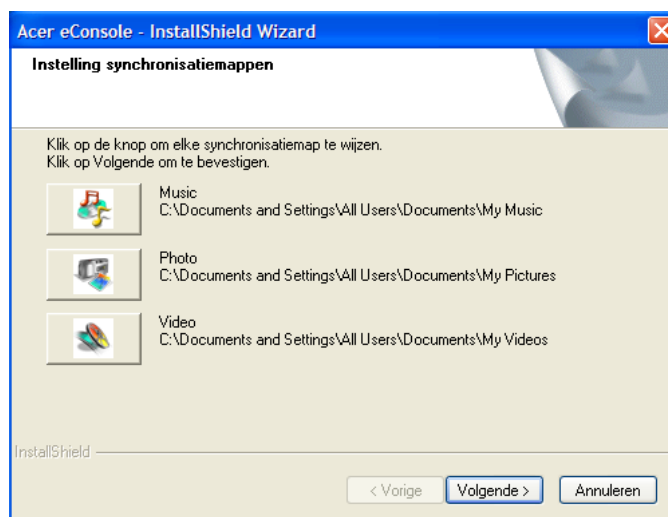 Acer eConsole - InstallShield Wizard
Instelling synchronisatiemappen
Klik op de knop om elke synchronisatiemap te wijzen.
Klik op Volgende om te bevestigen.
Music
C:\Documents and Settings\All Users\Documents\My Music
Photo
C:\Documents and Settings\All Users\Documents\My Pictures
Video
C:\Documents and Settings\All Users\Documents\My Videos
InstallShield
< Vorige Volgende > Annuleren